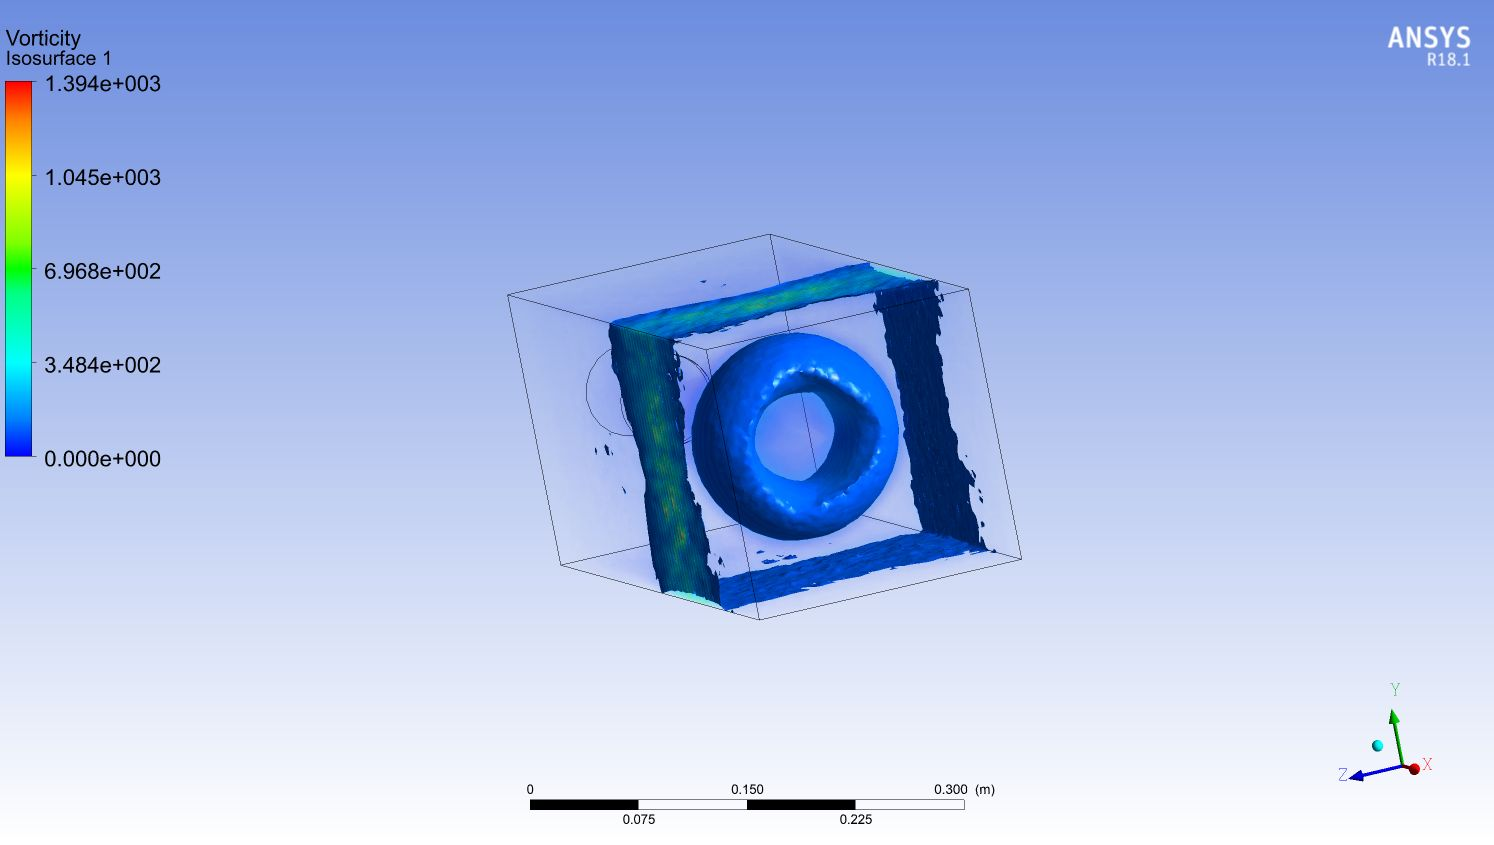 Vorticity
Isosurface 1
1.394e+003
1.045e+003
6.968e+002
3.484e+002
0.000e+000
ANSYS
R18.1
Y
Z
X
0 0.150 0.300 (m)
0.075 0.225